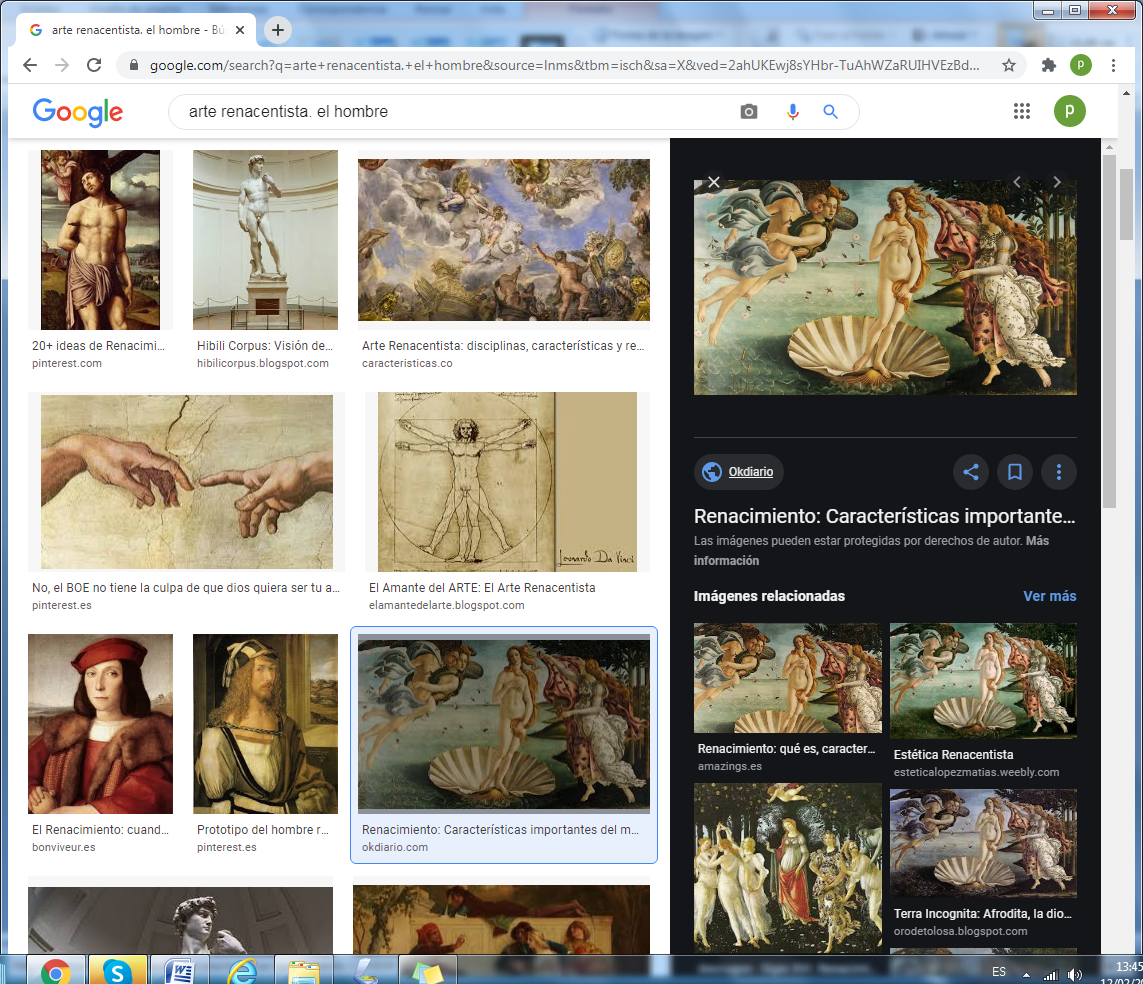 arte renacentista. el hombre - Bú
google.com/search?q=arte+renacentista.+el+hombre&source=lnms&tbm=isch&sa=X&ved=2ahUKEwj8sYHbr-TuAhWZaRUIHVEzBd...
p
Google
arte renacentista. el hombre
p
20+ ideas de Renacimi...
pinterest.com
Hibili Corpus: Visión de...
hibilicorpus.blogspot.com
Arte Renacentista: disciplinas, características y re...
caracteristicas.co
Leonardo Da Vinci
No, el BOE no tiene la culpa de que dios quiera ser tu a...
pinterest.es
El Amante del ARTE: El Arte Renacentista
elamantedelarte.blogspot.com
El Renacimiento: cuand...
bonviveur.es
Prototipo del hombre r...
pinterest.es
Renacimiento: Características importantes del m...
okdiario.com
Okdiario
Renacimiento: Características importante...
Las imágenes pueden estar protegidas por derechos de autor. Más
información
Imágenes relacionadas
Ver más
Renacimiento: qué es, caracter...
amazings.es
Estética Renacentista
esteticalopezmatias.weebly.com
Terra Incognita: Afrodita, la dio...
orodetolosa.blogspot.com
ES
13:45